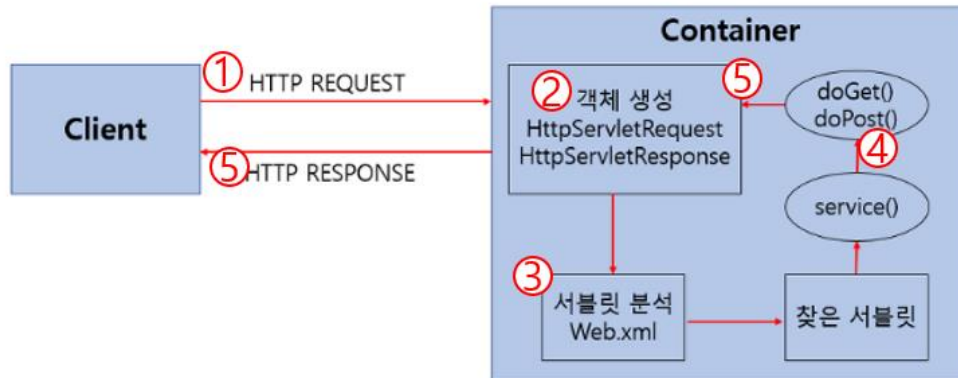 Container
Client
① HTTP REQUEST
⑤ HTTP RESPONSE
② 객체 생성
HttpServletRequest
HttpServletResponse
⑤
doGet()
doPost()
④
service()
③
서블릿 분석
Web.xml
찾은 서블릿